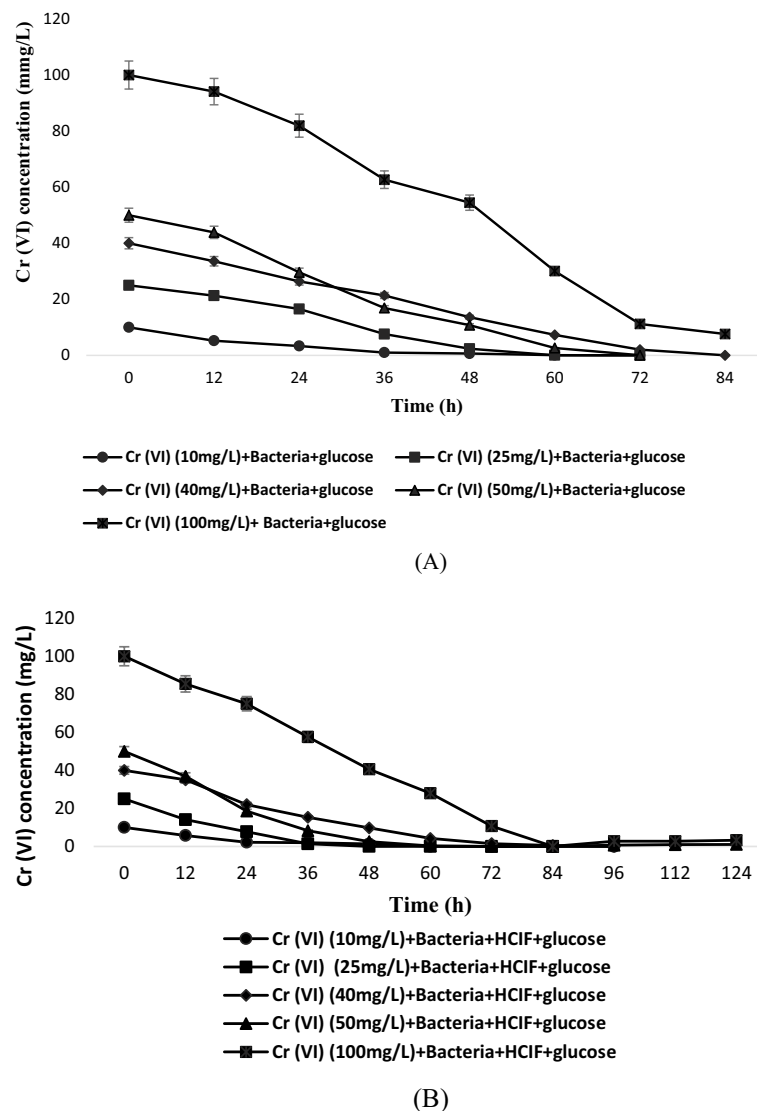 120
100
80
60
40
20
0
Cr (VI) concentration (mmg/L)
0 12 24 36 48 60 72 84
Time (h)
Cr (VI) (10mg/L)+Bacteria+glucose Cr (VI) (25mg/L)+Bacteria+glucose
Cr (VI) (40mg/L)+Bacteria+glucose Cr (VI) (50mg/L)+Bacteria+glucose
Cr (VI) (100mg/L)+ Bacteria+glucose
(A)
120
100
80
60
40
20
0
Cr (VI) concentration (mg/L)
0 12 24 36 48 60 72 84 96 112 124
Time (h)
Cr (VI) (10mg/L)+Bacteria+HCIF+glucose
Cr (VI) (25mg/L)+Bacteria+HCIF+glucose
Cr (VI) (40mg/L)+Bacteria+HCIF+glucose
Cr (VI) (50mg/L)+Bacteria+HCIF+glucose
Cr (VI) (100mg/L)+Bacteria+HCIF+glucose
(B)